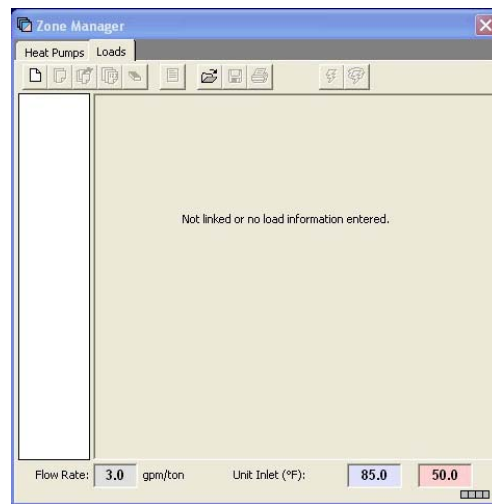 Zone Manager
Heat Pumps Loads
Not linked or no load information entered.
Flow Rate: 3.0 gpm/ton Unit Inlet (°F): 85.0 50.0